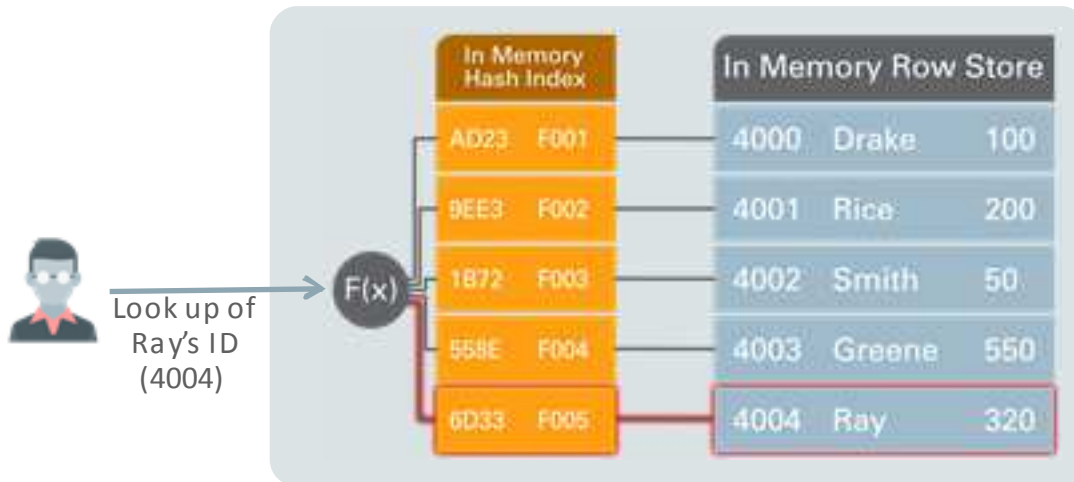 In Memory
Hash Index
In Memory Row Store
AD23 F001
4000 Drake 100
9EE3 F002
4001 Rice 200
Look up of
Ray's ID
(4004)
F(x)
1B72 F003
4002 Smith 50
558E F004
4003 Greene 550
6D33 F005
4004 Ray 320